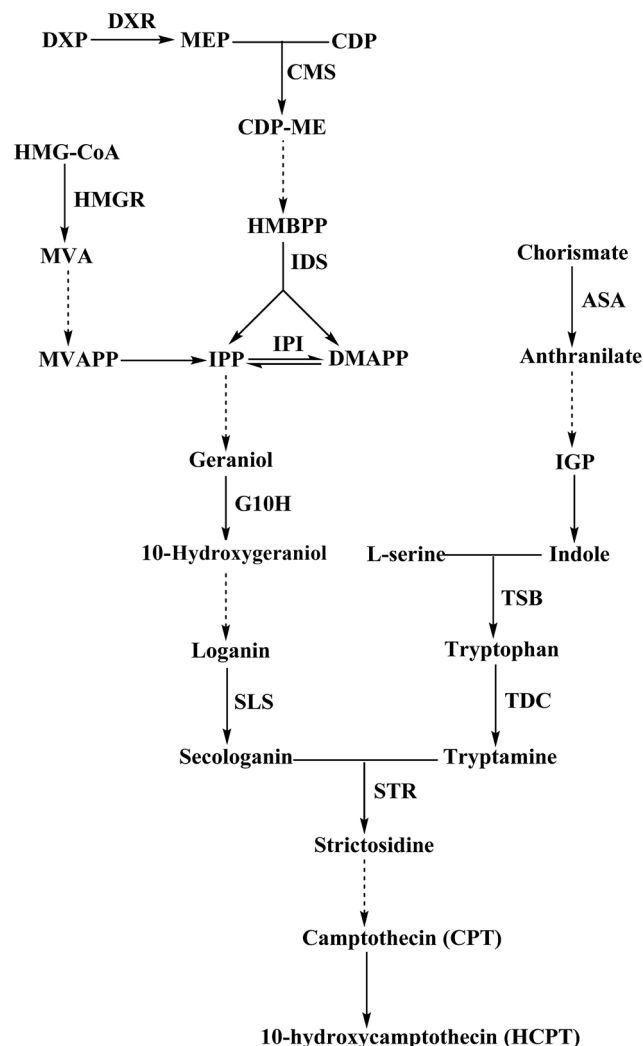 DXR
DXP MEP CDP
CMS
CDP-ME
HMG-CoA
HMGR
HMBPP
MVA
IDS
Chorismate
ASA
IPI
MVAPP IPP DMAPP
Anthranilate
Geraniol
IGP
G10H
10-Hydroxygeraniol
L-serine Indole
TSB
Loganin
Tryptophan
SLS
TDC
Secologanin Tryptamine
STR
Strictosidine
Camptothecin (CPT)
10-hydroxycamptothecin (HCPT)